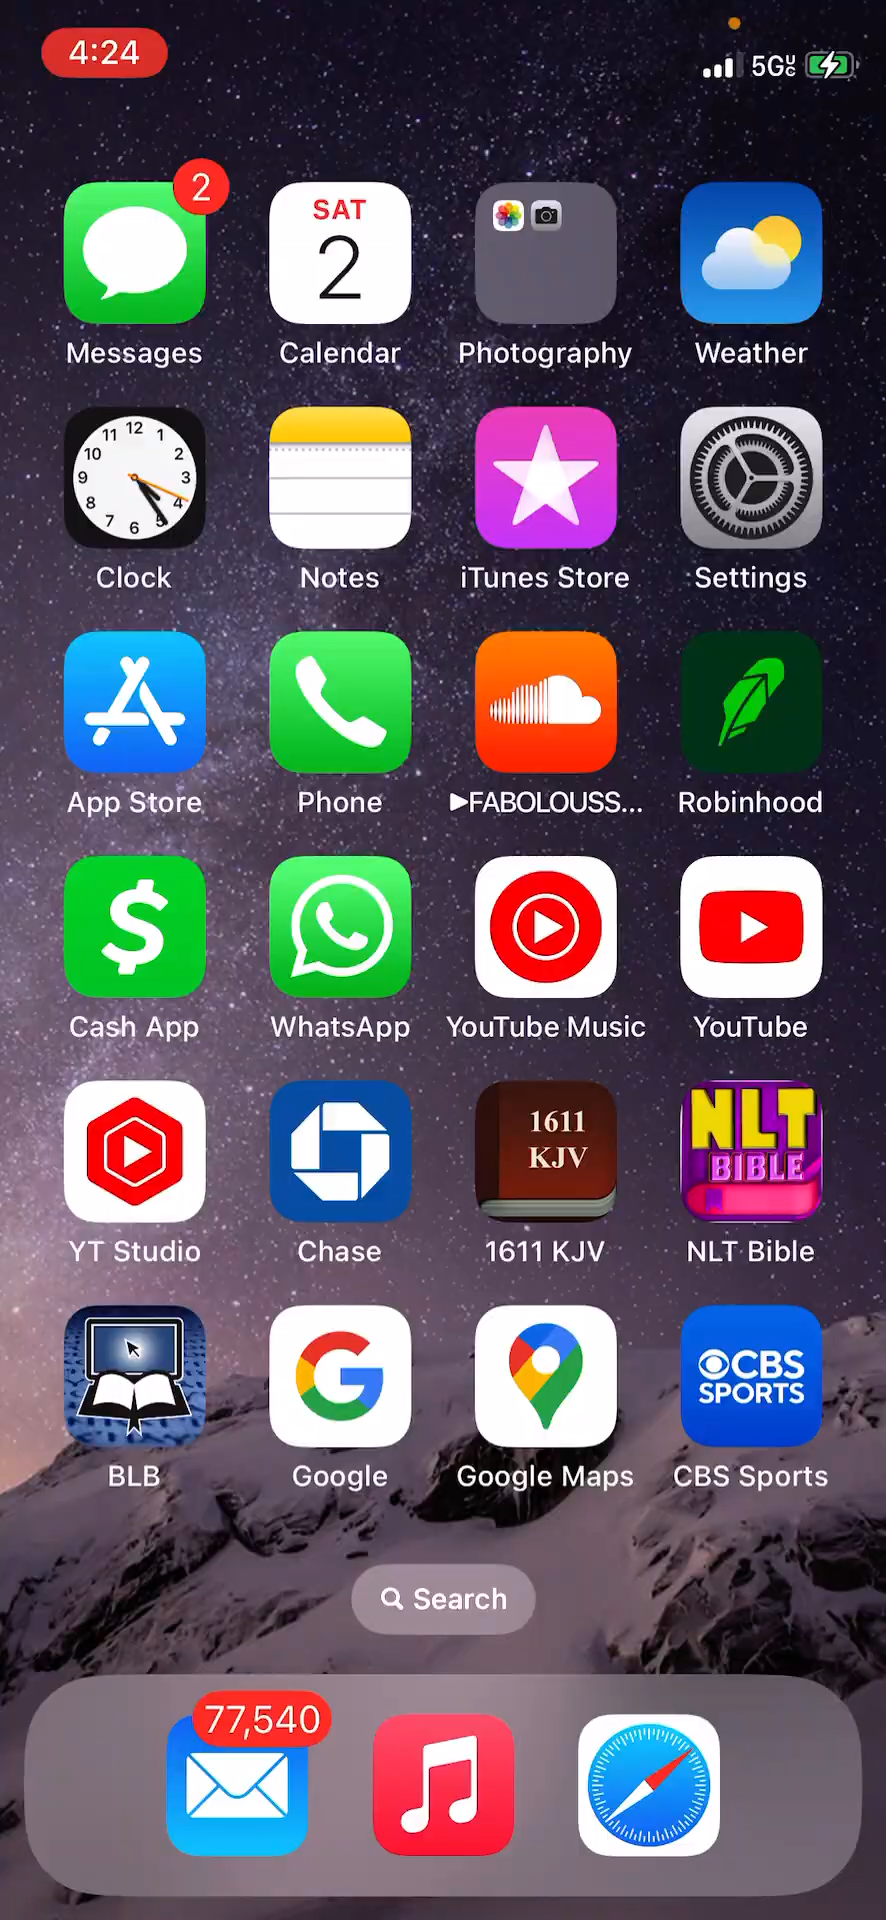 4:24
5GUC
2
SAT
2
Messages
Calendar
Photography
Weather
12
11 1
10 2
9 3
8 4
7 5
6
Clock
Notes
iTunes Store
Settings
App Store
Phone
▶FABOLOUSS...
Robinhood
$
Cash App
WhatsApp
YouTube Music
YouTube
1611
KJV
NLT
BIBLE
YT Studio
Chase
1611 KJV
NLT Bible
G
CBS
SPORTS
BLB
Google
Google Maps
CBS Sports
Search
77,540